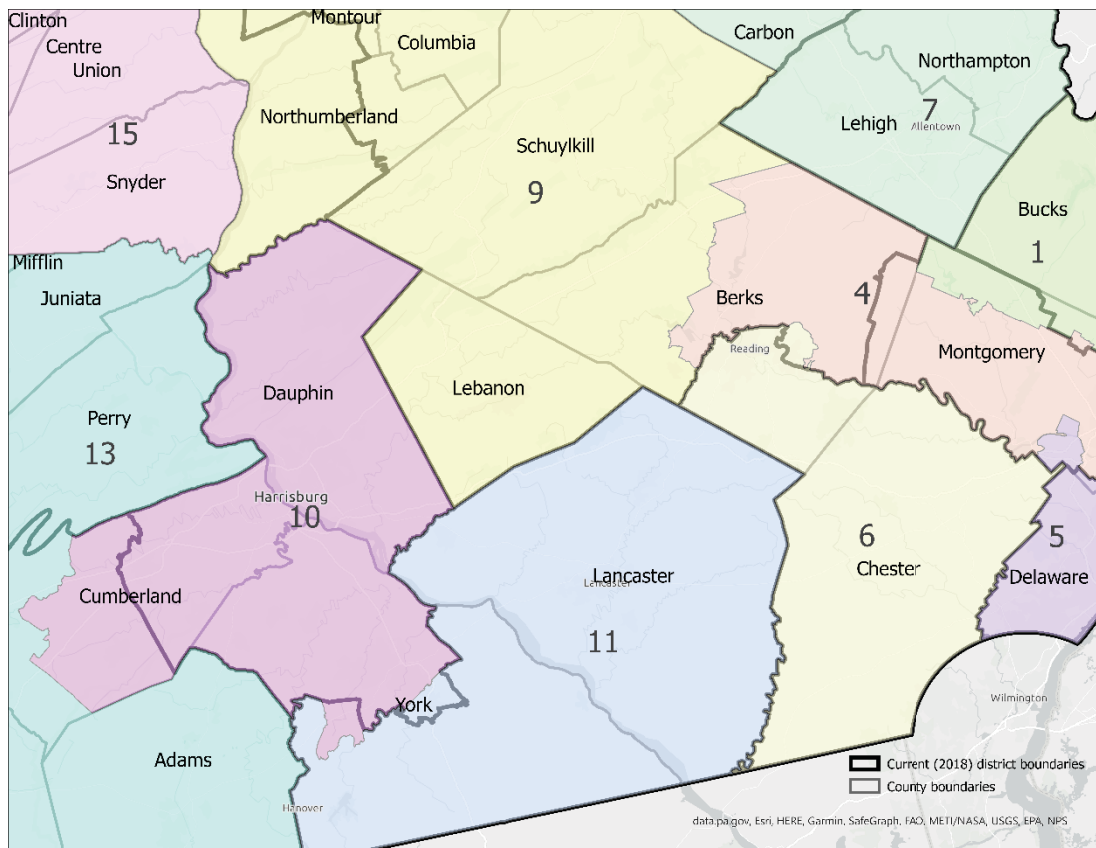 Clinton
Montour
Centre
Columbia
Carbon
Union
Northampton
Northumberland
7
Lehigh
Allentown
15
Schuylkill
Snyder
9
Bucks
1
Mifflin
Juniata
Berks
4
Reading
Montgomery
Dauphin
Lebanon
Perry
13
Harrisburg
10
6
5
Chester
Lancaster
Lancaster
Delaware
Cumberland
11
York
Wilmington
Adams
Hanover
Current (2018) district boundaries
County boundaries
data.pa.gov, Esri, HERE, Garmin, SafeGraph, FAO, METI/NASA, USGS, EPA, NPS